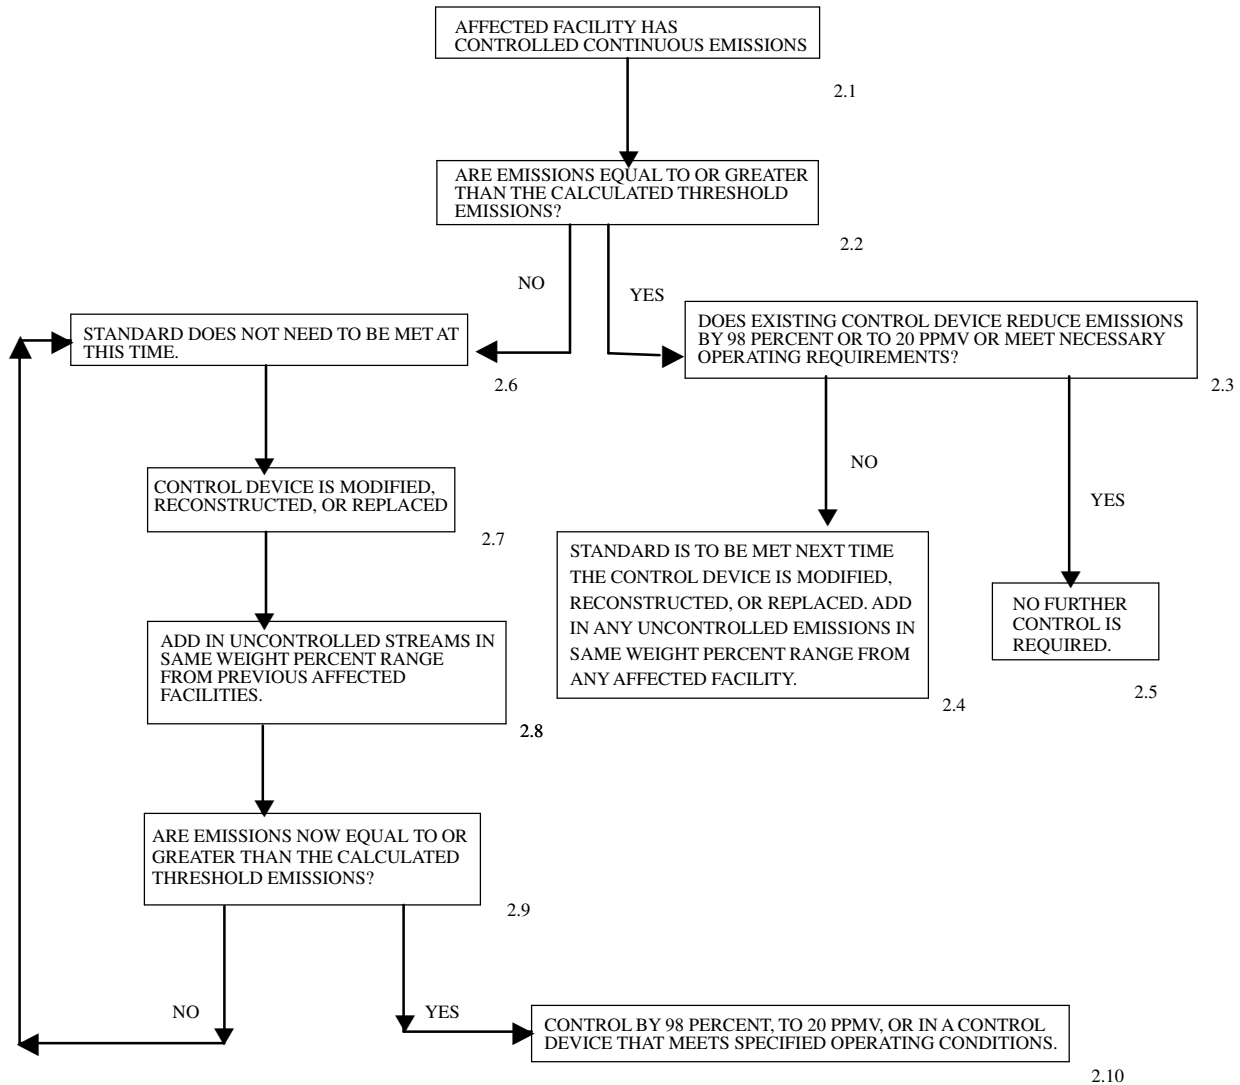 AFFECTED FACILITY HAS
CONTROLLED CONTINUOUS EMISSIONS
2.1
ARE EMISSIONS EQUAL TO OR GREATER
THAN THE CALCULATED THRESHOLD
EMISSIONS?
2.2
NO
YES
STANDARD DOES NOT NEED TO BE MET AT
THIS TIME.
2.6
DOES EXISTING CONTROL DEVICE REDUCE EMISSIONS
BY 98 PERCENT OR TO 20 PPMV OR MEET NECESSARY
OPERATING REQUIREMENTS?
2.3
NO
YES
CONTROL DEVICE IS MODIFIED,
RECONSTRUCTED, OR REPLACED
2.7
STANDARD IS TO BE MET NEXT TIME
THE CONTROL DEVICE IS MODIFIED,
RECONSTRUCTED, OR REPLACED. ADD
IN ANY UNCONTROLLED EMISSIONS IN
SAME WEIGHT PERCENT RANGE FROM
ANY AFFECTED FACILITY.
2.4
NO FURTHER
CONTROL IS
REQUIRED.
2.5
ADD IN UNCONTROLLED STREAMS IN
SAME WEIGHT PERCENT RANGE
FROM PREVIOUS AFFECTED
FACILITIES.
2.8
ARE EMISSIONS NOW EQUAL TO OR
GREATER THAN THE CALCULATED
THRESHOLD EMISSIONS?
2.9
NO
YES
CONTROL BY 98 PERCENT, TO 20 PPMV, OR IN A CONTROL
DEVICE THAT MEETS SPECIFIED OPERATING CONDITIONS.
2.10